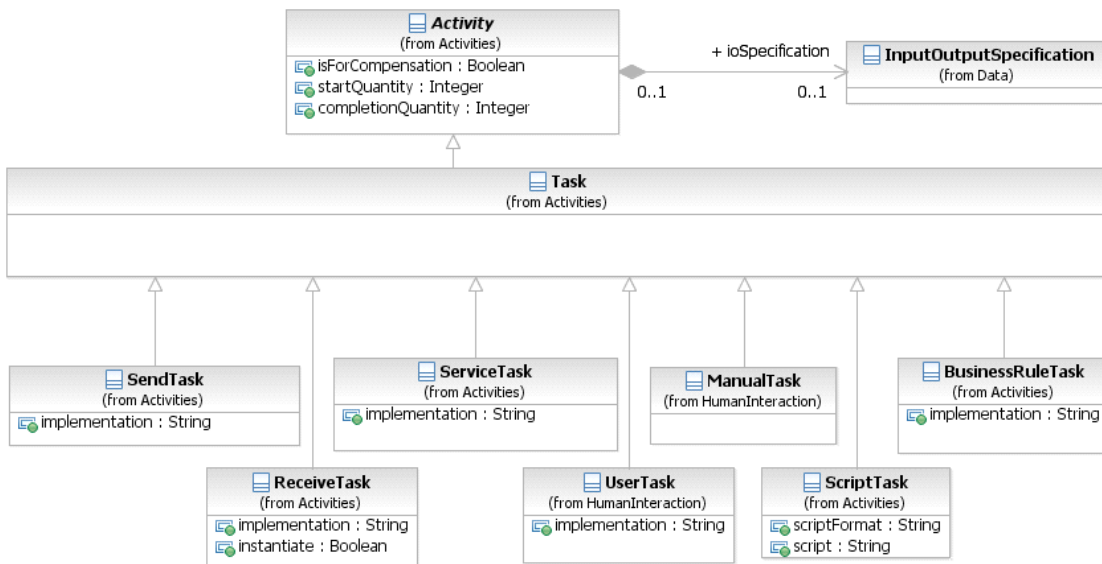 Activity
(from Activities)
isForCompensation : Boolean
startQuantity : Integer
completionQuantity : Integer
+ ioSpecification
0..1
0..1
InputOutputSpecification
(from Data)
Task
(from Activities)
SendTask
(from Activities)
implementation : String
ServiceTask
(from Activities)
implementation : String
ManualTask
(from HumanInteraction)
BusinessRuleTask
(from Activities)
implementation : String
ReceiveTask
(from Activities)
implementation : String
instantiate : Boolean
UserTask
(from HumanInteraction)
implementation : String
ScriptTask
(from Activities)
scriptFormat : String
script : String